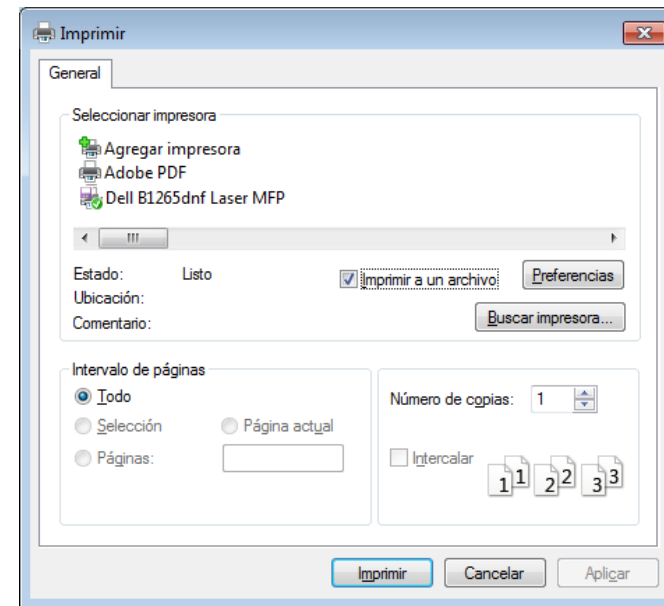 Imprimir
General
Seleccionar impresora
Agregar impresora
Adobe PDF
Dell B1265dnf Laser MFP
Estado: Listo
Imprimir a un archivo
Preferencias
Ubicación:
Comentario:
Buscar impresora...
Intervalo de páginas
Todo
Selección Página actual
Páginas:
Número de copias: 1
Intercalar
1 1 2 2 3 3
Imprimir Cancelar Aplicar